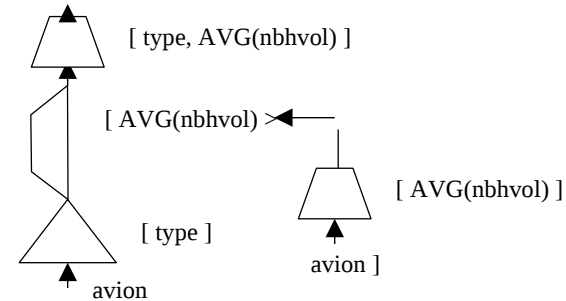 [ type, AVG(nbhvol) ]
[ AVG(nbhvol) >
[ AVG(nbhvol) ]
[ type ]
avion ]
avion